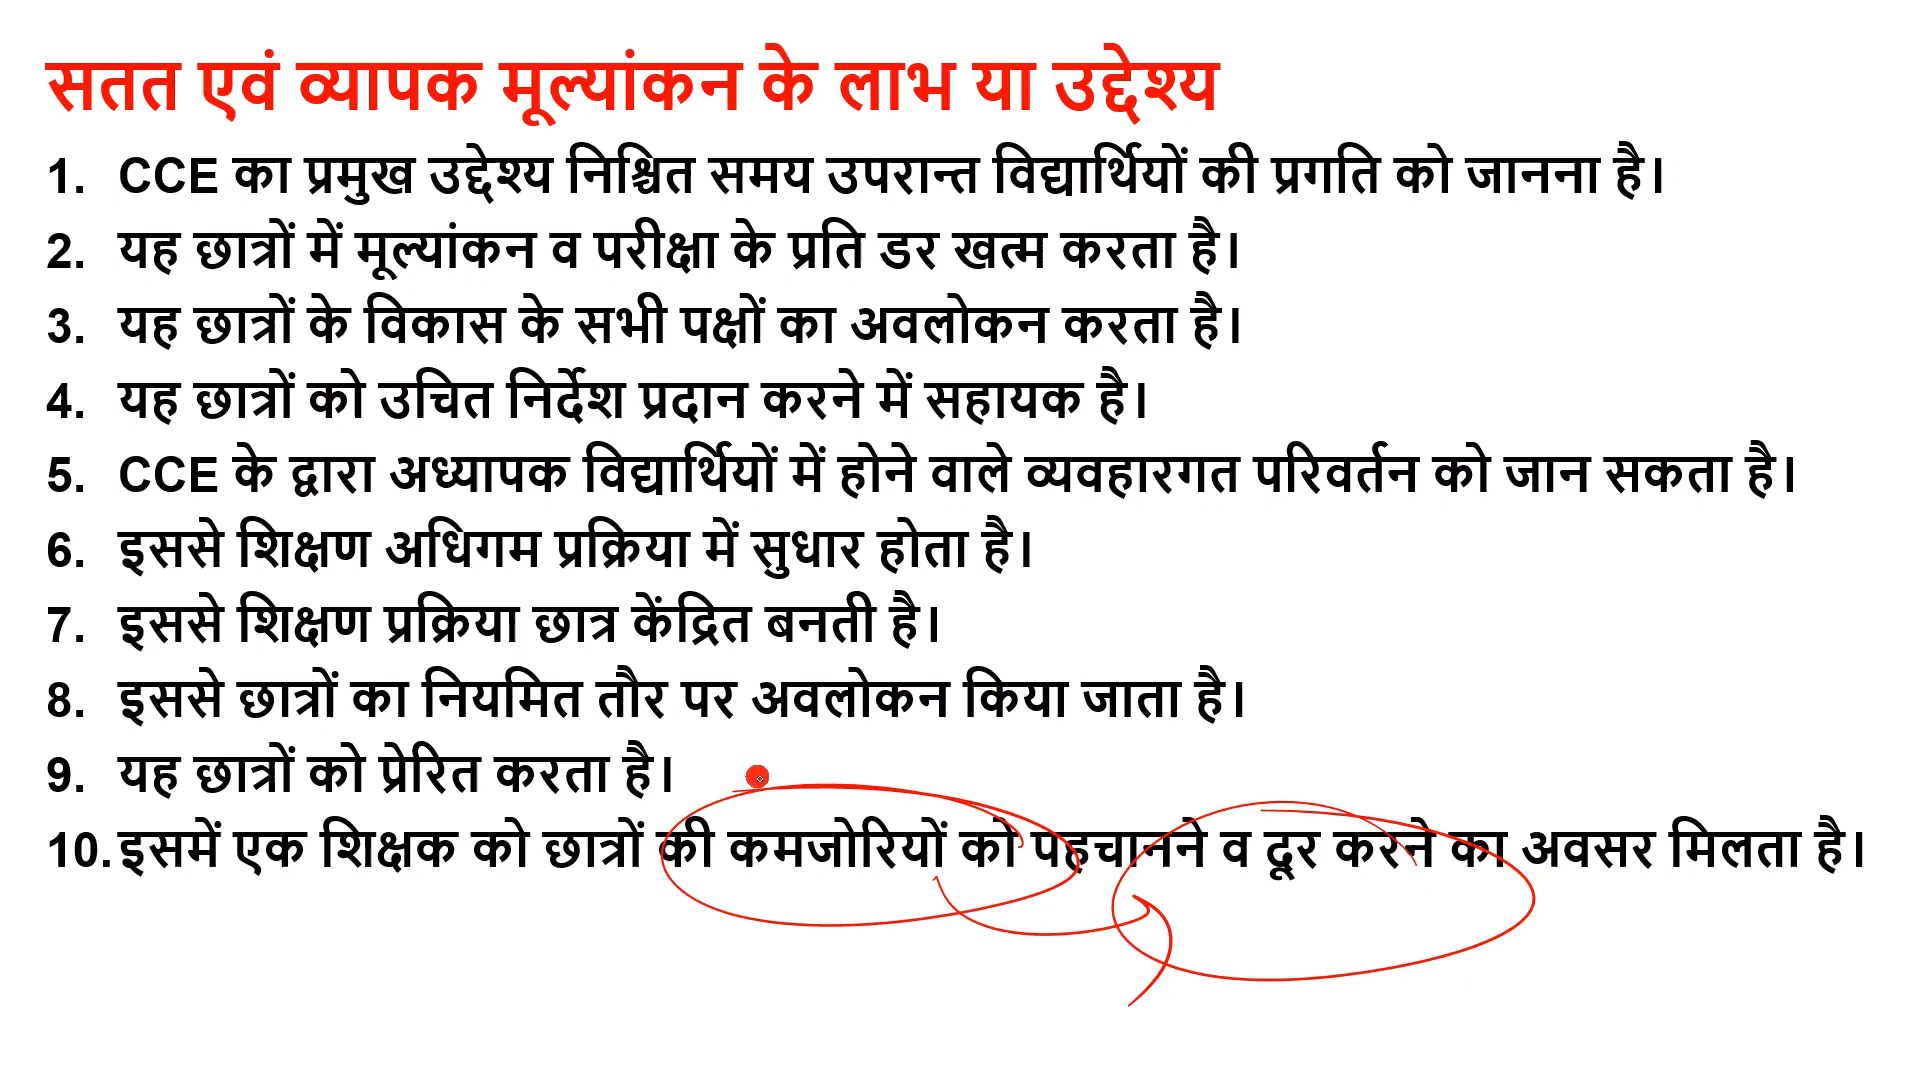 सतत एवं व्यापक मूल्यांकन के लाभ या उद्देश्य
1. CCE का प्रमुख उद्देश्य निश्चित समय उपरान्त विद्यार्थियों की प्रगति को जानना है।
2. यह छात्रों में मूल्यांकन व परीक्षा के प्रति डर खत्म करता है।
3. यह छात्रों के विकास के सभी पक्षों का अवलोकन करता है।
4. यह छात्रों को उचित निर्देश प्रदान करने में सहायक है।
5. CCE के द्वारा अध्यापक विद्यार्थियों में होने वाले व्यवहारगत परिवर्तन को जान सकता है।
6. इससे शिक्षण अधिगम प्रक्रिया में सुधार होता है।
7. इससे शिक्षण प्रक्रिया छात्र केंद्रित बनती है।
8. इससे छात्रों का नियमित तौर पर अवलोकन किया जाता है।
9. यह छात्रों को प्रेरित करता है।
10. इसमें एक शिक्षक को छात्रों की कमजोरियों को पहचानने व दूर करने का अवसर मिलता है।